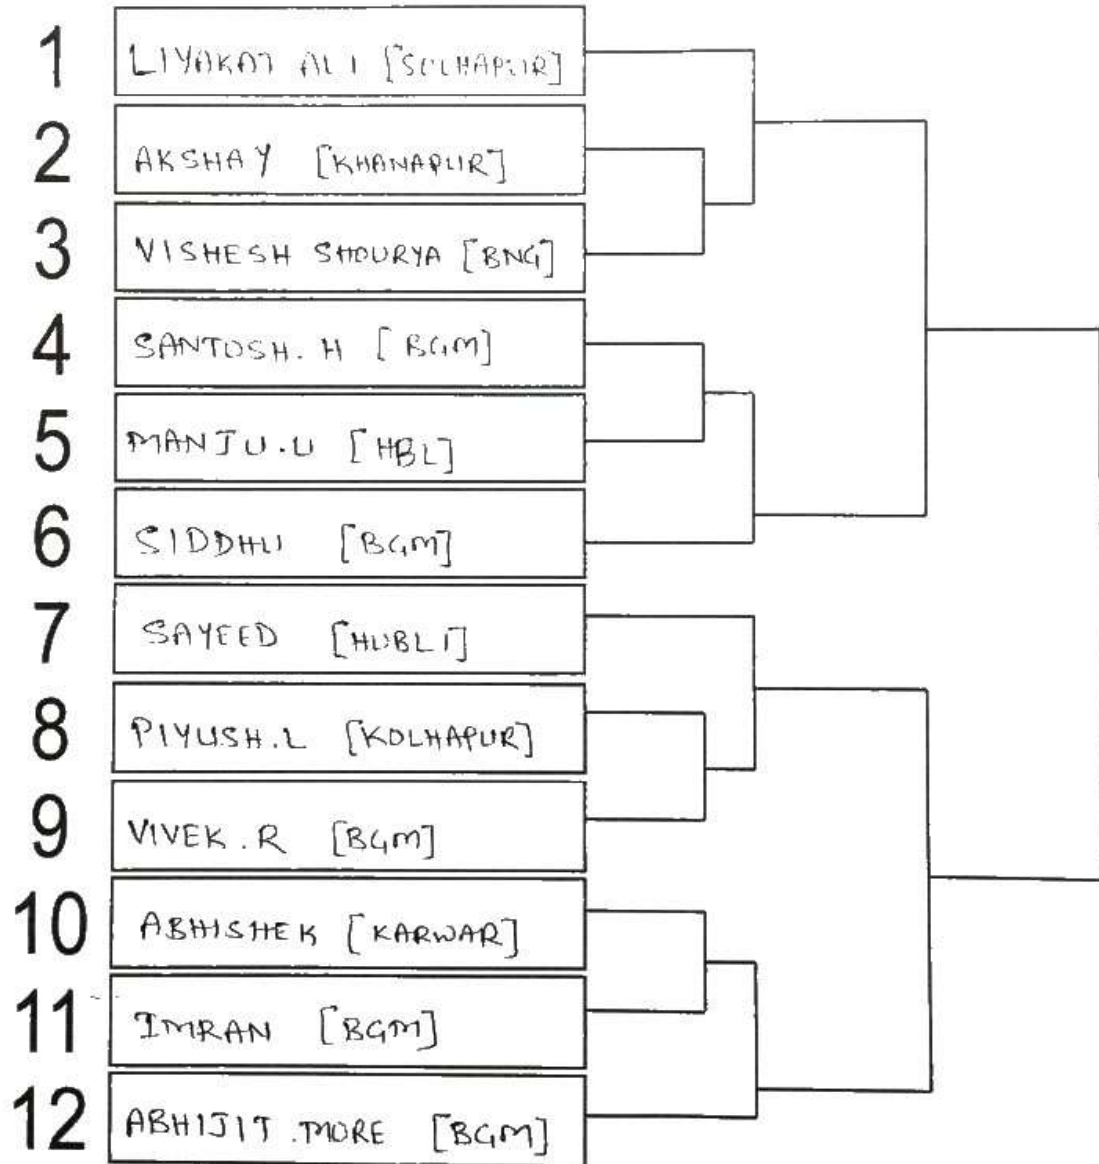 1 LIYAKAT ALI [SOLHAPUR]
2 AKSHAY [KHANAPUR]
3 VISHESH SHOURYA [BNG]
4 SANTOSH.H [BGM]
5 MANJU.U [HBL]
6 SIDDHU [BGM]
7 SAYEED [HUBLI]
8 PIYUSH.L [KOLHAPUR]
9 VIVEK.R [BGM]
10 ABHISHEK [KARWAR]
11 IMRAN [BGM]
12 ABHIJIT.MORE [BGM]